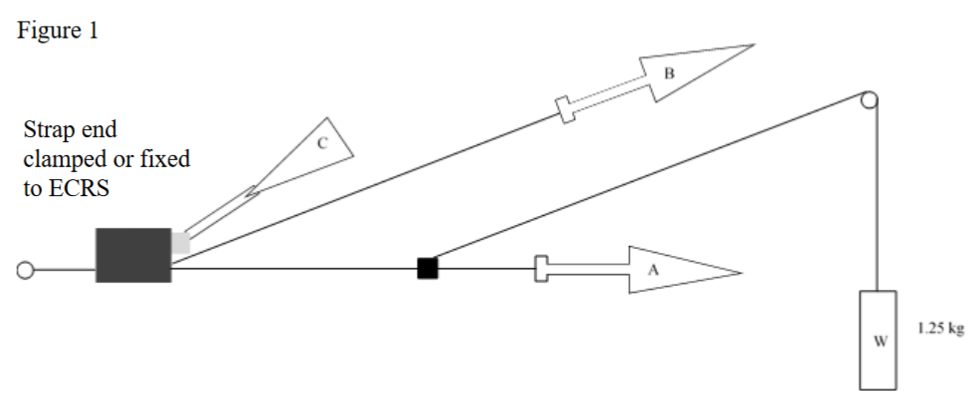 Figure 1
B
Strap end
clamped or fixed
to ECRS
C
A
W
1.25 kg